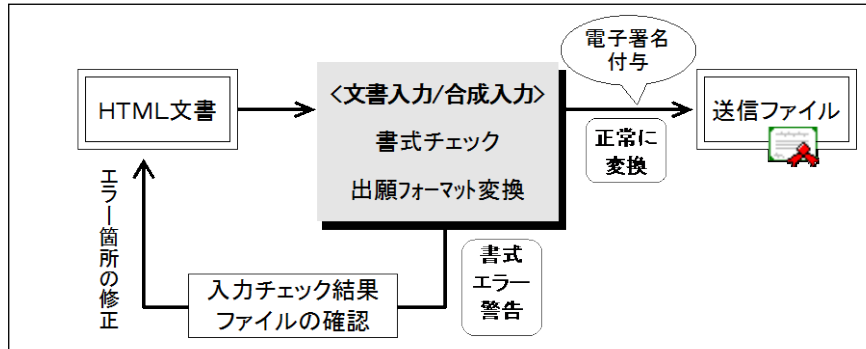 電子署名
付与
HTML文書
<文書入力/合成入力>
書式チェック
出願フォーマット変換
正常に
変換
送信ファイル
エラー箇所の修正
入力チェック結果
ファイルの確認
書式
エラー
警告